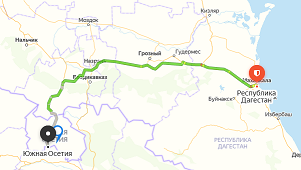 Кизляр
Моздок
Нальчик
Грозный
Гудермес
Владикавказ
Республика
Дагестан
Буйнакск
Избербаш
РЕСПУБЛИКА
ДАГЕСТАН
Южная Осетия